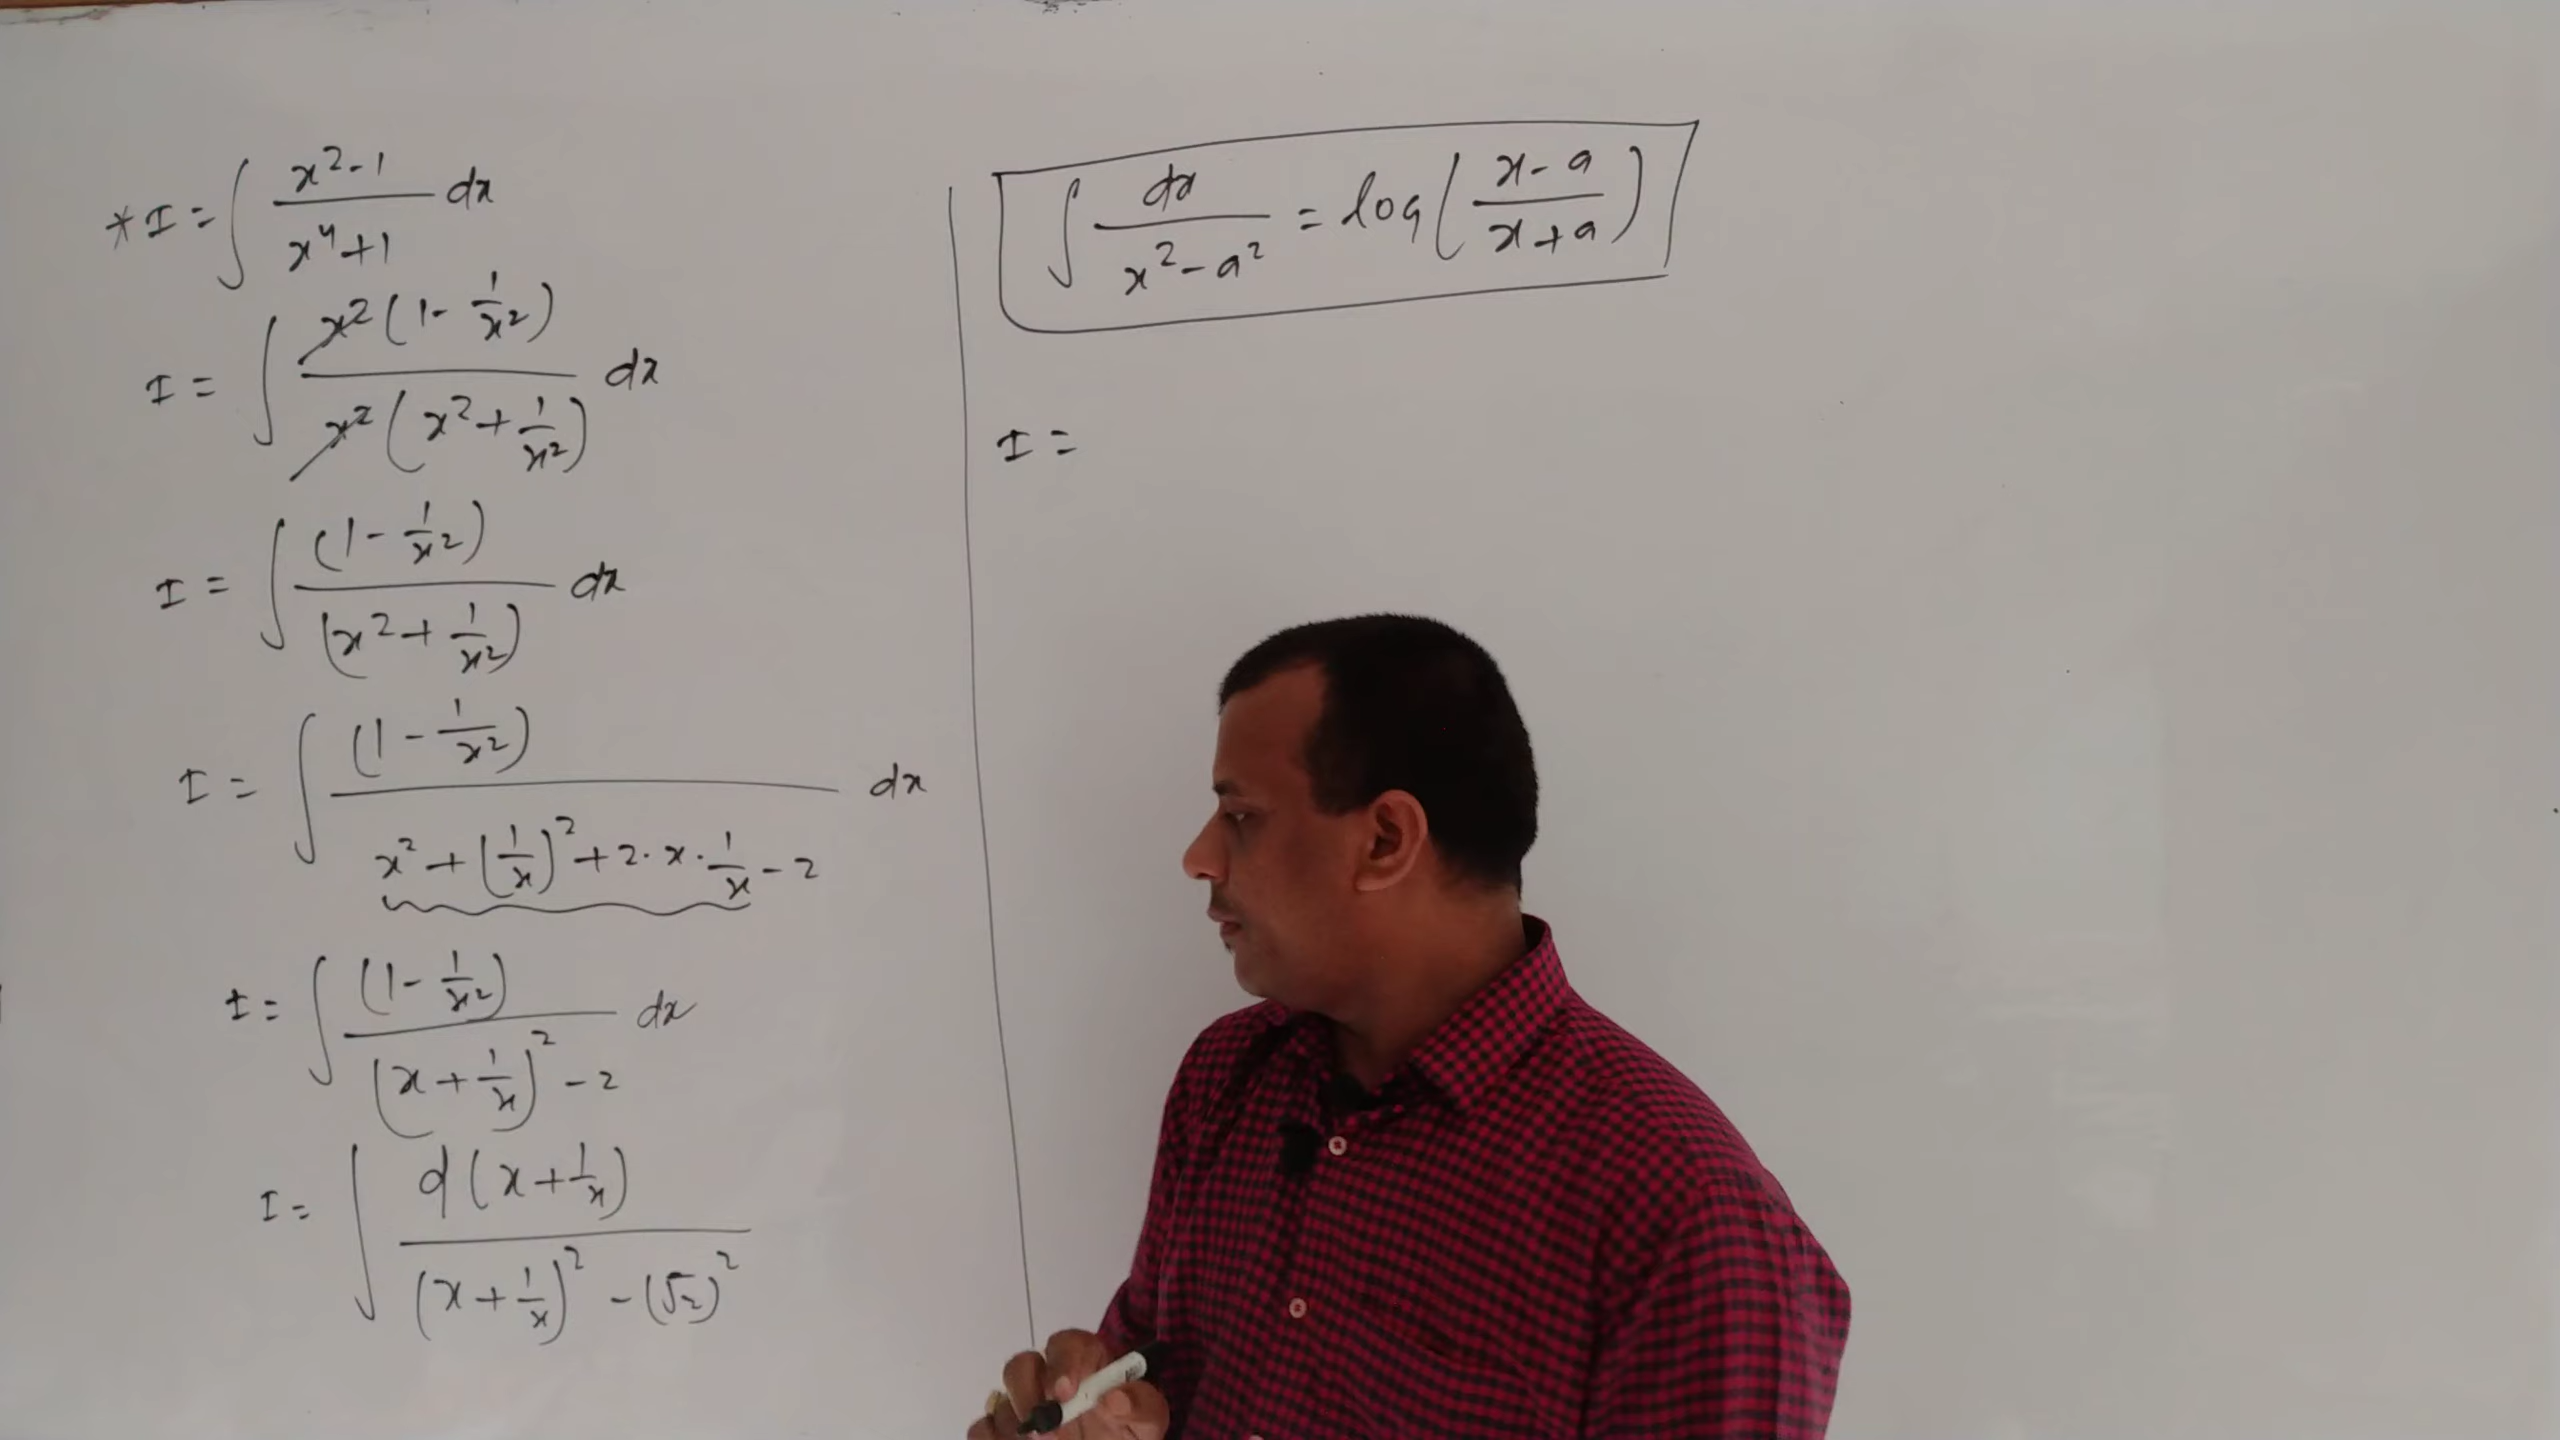 * I = ∫ (x² - 1)/(x⁴ + 1) dx
I = ∫ x²(1 - 1/x²)/x²(x² + 1/x²) dx
I = ∫ (1 - 1/x²)/(x² + 1/x²) dx
I = ∫ (1 - 1/x²)/(x² + (1/x)² + 2 · x · 1/x - 2) dx
I = ∫ (1 - 1/x²)/((x + 1/x)² - 2) dx
I = ∫ d(x + 1/x)/((x + 1/x)² - (√2)²)
∫ dx/(x² - a²) = log((x - a)/(x + a))
I =